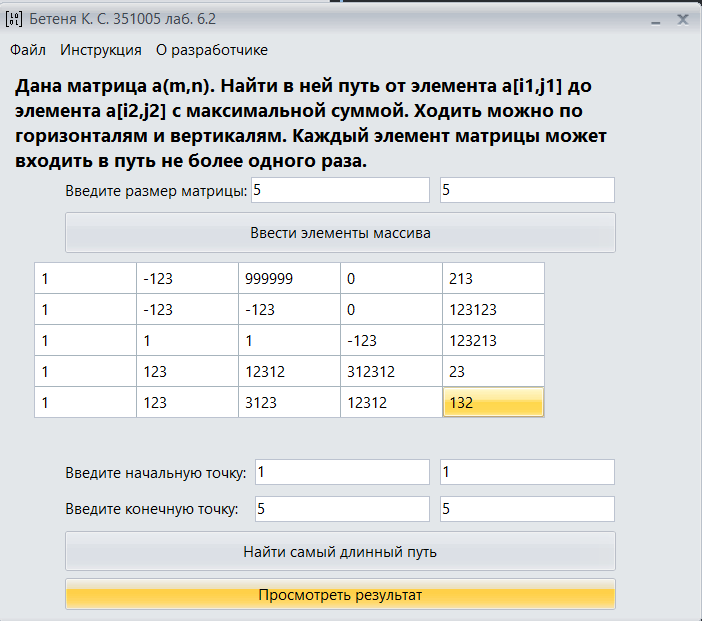 Бетеня К. С. 351005 лаб. 6.2
Файл Инструкция О разработчике
Дана матрица a(m,n). Найти в ней путь от элемента a[i1,j1] до
элемента a[i2,j2] с максимальной суммой. Ходить можно по
горизонталям и вертикалям. Каждый элемент матрицы может
входить в путь не более одного раза.
Введите размер матрицы: 5 5
Ввести элементы массива
1 -123 999999 0 213
1 -123 -123 0 123123
1 1 1 -123 123213
1 123 12312 312312 23
1 123 3123 12312 132
Введите начальную точку: 1 1
Введите конечную точку: 5 5
Найти самый длинный путь
Просмотреть результат